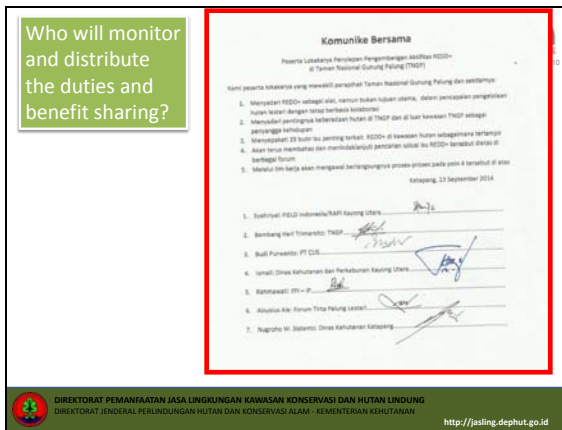 Who will monitor
and distribute
the duties and
benefit sharing?
Komunike Bersama
Peserta Lokakarya Persiapan Pengembangan Aktifitas REDD+
di Taman Nasional Gunung Palung (TNGP)
Kami peserta lokakarya yang mewakili parapihak Taman Nasional Gunung Palung dan sekitarnya:
1. Menyadari REDD+ sebagai alat, namun bukan tujuan utama, dalam pencapaian pengelolaan
hutan lestari dengan tetap berbasis kolaborasi
2. Menyadari pentingnya keberadaan hutan di TNGP dan di luar kawasan TNGP sebagai
penyangga kehidupan
3. Menyepakati 19 butir isu penting terkait REDD+ di kawasan hutan sebagaimana terlampir
4. Akan terus membahas dan menindaklanjuti pencarian solusi isu REDD+ tersebut diatas di
berbagai forum
5. Melalui tim kerja akan mengawal berlangsungnya proses-proses pada poin 4 tersebut di atas
Ketapang, 13 September 2014
1. Syahriyal: FIELD Indonesia/RAPI Kayong Utara
2. Bambang Hari Trimarsito: TNGP
3. Budi Purwanto: PT CUS
4. Ismail: Dinas Kehutanan dan Perkebunan Kayong Utara
5. Rahmawati: FFI – IP
6. Aloysius Ale: Forum Tirta Palung Lestari
7. Nugroho W. Sistanto: Dinas Kehutanan Ketapang
10
DIREKTORAT PEMANFAATAN JASA LINGKUNGAN KAWASAN KONSERVASI DAN HUTAN LINDUNG
DIREKTORAT JENDERAL PERLINDUNGAN HUTAN DAN KONSERVASI ALAM - KEMENTERIAN KEHUTANAN
http://jasling.dephut.go.id